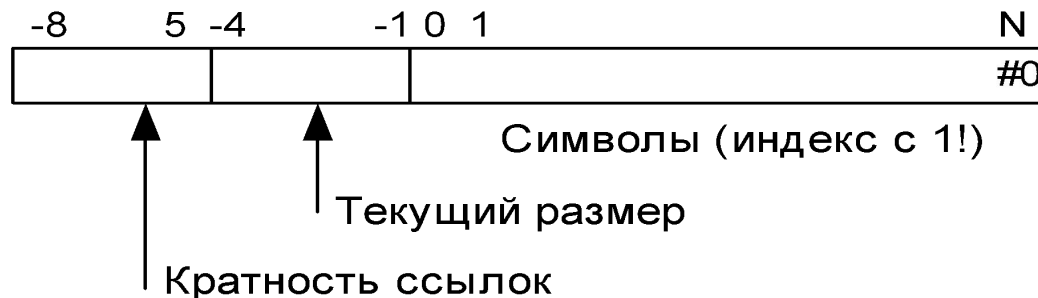 -8 5 -4 -1 0 1 N
#0
Символы (индекс с 1!)
Текущий размер
Кратность ссылок